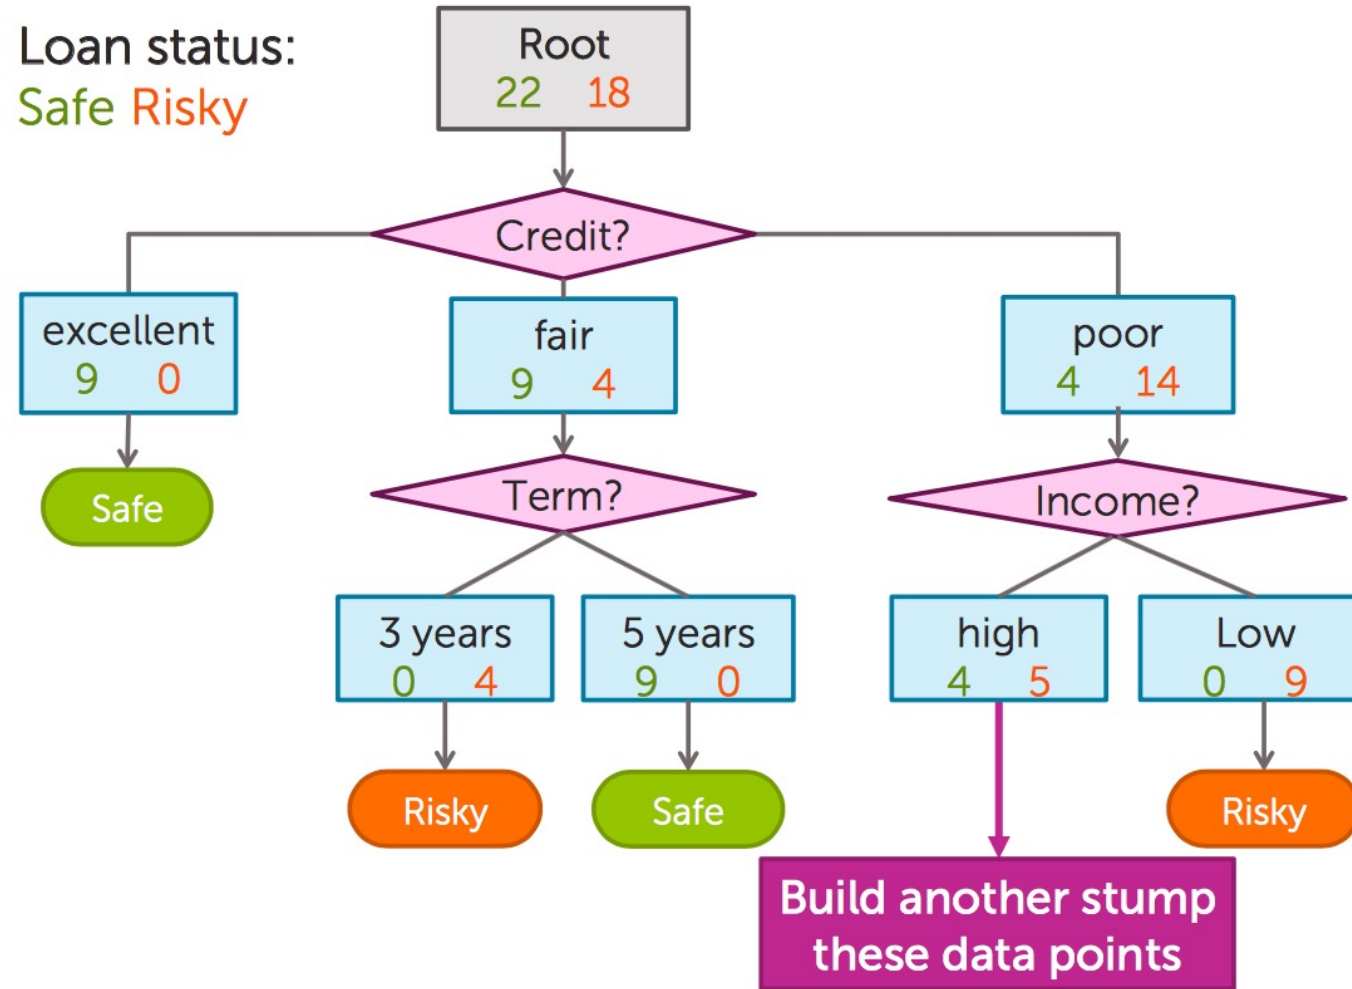 Loan status:
Safe Risky
Root
22 18
Credit?
excellent
9 0
fair
9 4
poor
4 14
Safe
Term?
Income?
3 years
0 4
5 years
9 0
high
4 5
Low
0 9
Risky
Safe
Risky
Build another stump
these data points